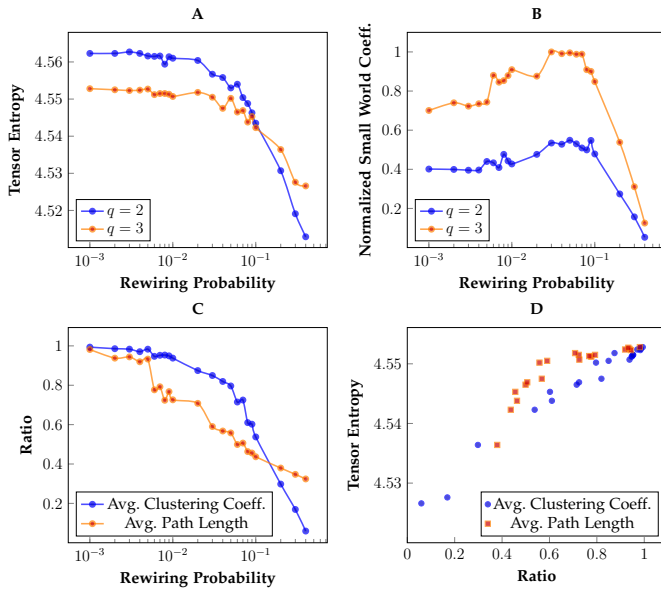 A
Tensor Entropy
4.56
4.55
4.54
4.53
4.52
q = 2
q = 3
10⁻³
10⁻²
10⁻¹
Rewiring Probability
B
Normalized Small World Coeff.
1
0.8
0.6
0.4
0.2
q = 2
q = 3
10⁻³
10⁻²
10⁻¹
Rewiring Probability
C
Ratio
1
0.8
0.6
0.4
0.2
Avg. Clustering Coeff.
Avg. Path Length
10⁻³
10⁻²
10⁻¹
Rewiring Probability
D
Tensor Entropy
4.55
4.54
4.53
Avg. Clustering Coeff.
Avg. Path Length
0 0.2 0.4 0.6 0.8 1
Ratio